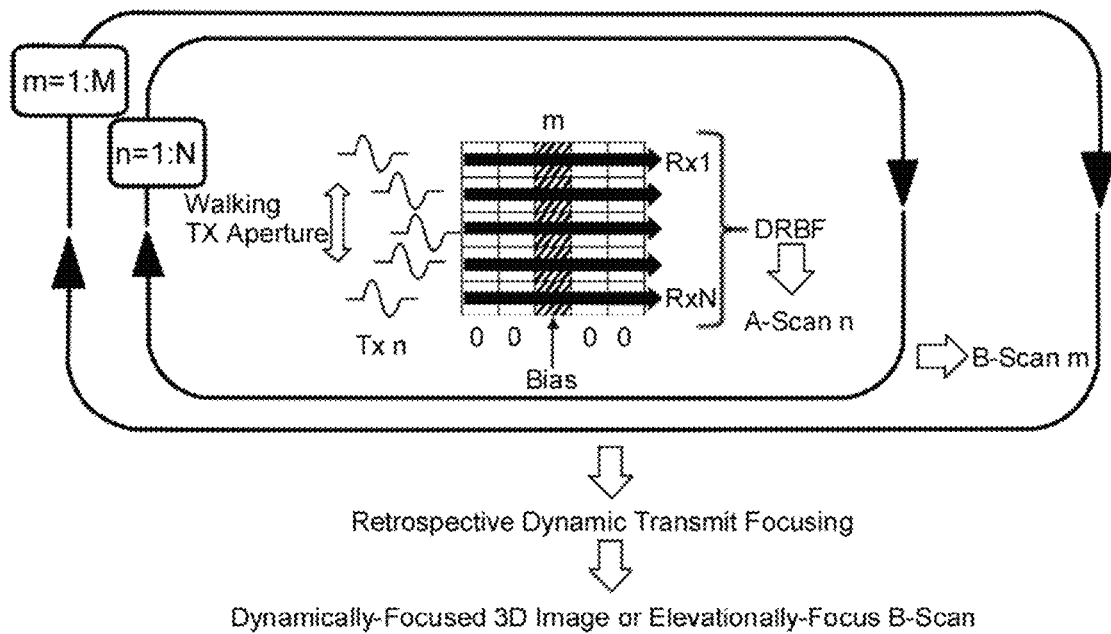 m=1:M
n=1:N
m
Walking
TX Aperture
Rx1
RxN
DRBF
A-Scan n
Tx n
0 0 0 0
Bias
B-Scan m
Retrospective Dynamic Transmit Focusing
Dynamically-Focused 3D Image or Elevationally-Focus B-Scan